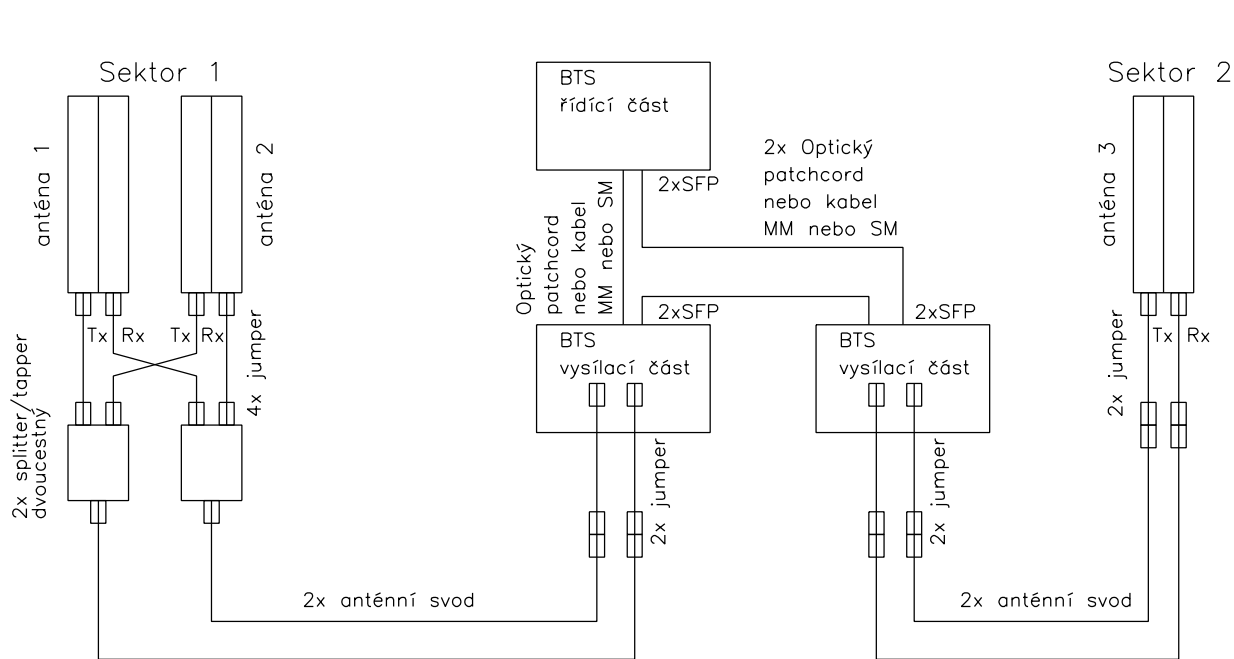 Sektor 1
Sektor 2
anténa 1
anténa 2
BTS
řídící část
2xSFP
2x Optický
patchcord
nebo kabel
MM nebo SM
anténa 3
Optický
patchcord
nebo kabel
MM nebo SM
2xSFP
2xSFP
Tx Rx
Tx Rx
4x jumper
BTS
vysílací část
BTS
vysílací část
2x jumper
Tx Rx
2x splitter/tapper
dvoucestný
2x jumper
2x jumper
2x anténní svod
2x anténní svod